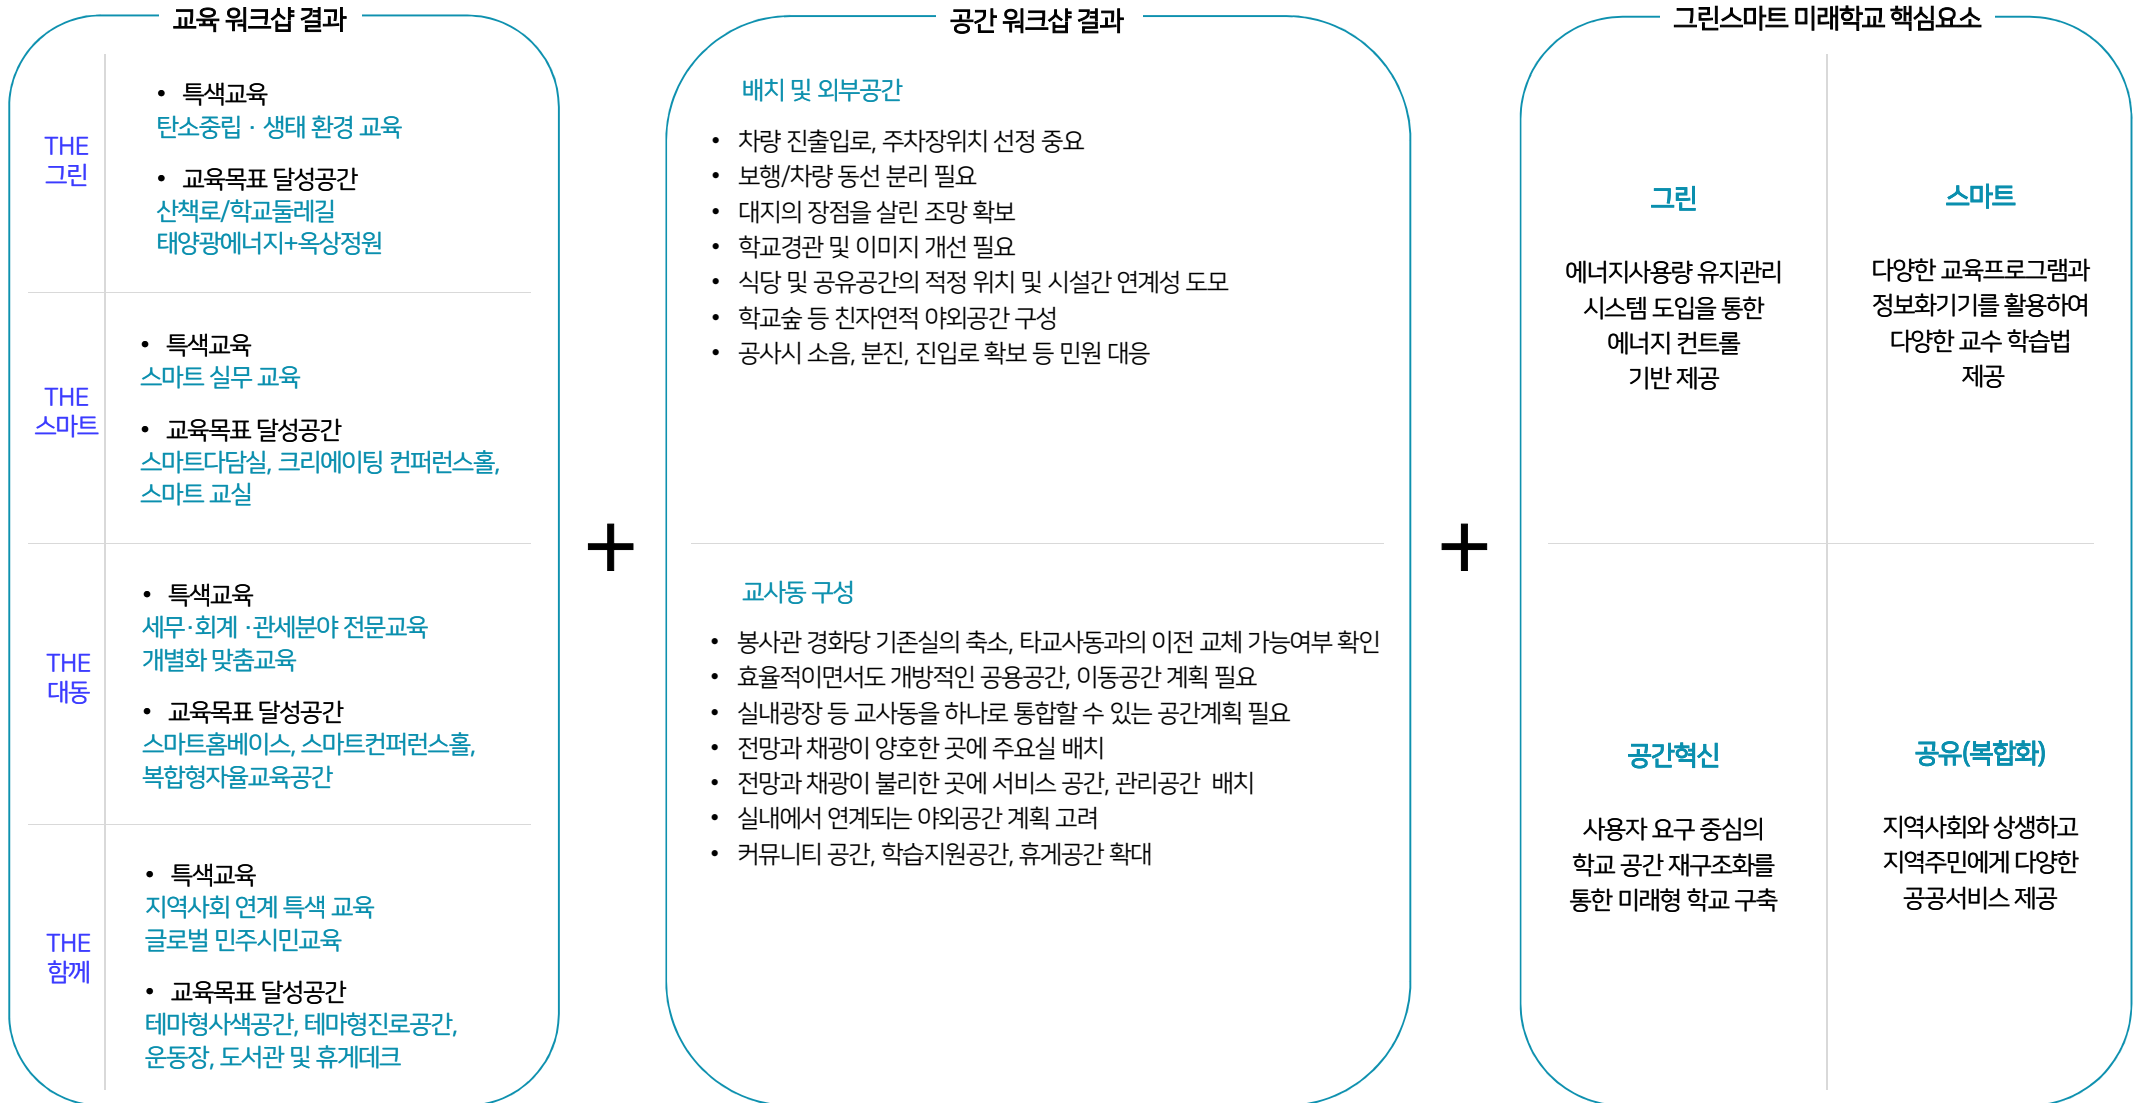 교육 워크샵 결과
THE
그린
• 특색교육
탄소중립 · 생태 환경 교육
• 교육목표 달성공간
산책로/학교둘레길
태양광에너지+옥상정원
THE
스마트
• 특색교육
스마트 실무 교육
• 교육목표 달성공간
스마트다담실, 크리에이팅 컨퍼런스홀,
스마트 교실
THE
대동
• 특색교육
세무·회계 ·관세분야 전문교육
개별화 맞춤교육
• 교육목표 달성공간
스마트홈베이스, 스마트컨퍼런스홀,
복합형자율교육공간
THE
함께
• 특색교육
지역사회 연계 특색 교육
글로벌 민주시민교육
• 교육목표 달성공간
테마형사색공간, 테마형진로공간,
운동장, 도서관 및 휴게데크
+
공간 워크샵 결과
배치 및 외부공간
• 차량 진출입로, 주차장위치 선정 중요
• 보행/차량 동선 분리 필요
• 대지의 장점을 살린 조망 확보
• 학교경관 및 이미지 개선 필요
• 식당 및 공유공간의 적정 위치 및 시설간 연계성 도모
• 학교숲 등 친자연적 야외공간 구성
• 공사시 소음, 분진, 진입로 확보 등 민원 대응
교사동 구성
• 봉사관 경화당 기존실의 축소, 타교사동과의 이전 교체 가능여부 확인
• 효율적이면서도 개방적인 공용공간, 이동공간 계획 필요
• 실내광장 등 교사동을 하나로 통합할 수 있는 공간계획 필요
• 전망과 채광이 양호한 곳에 주요실 배치
• 전망과 채광이 불리한 곳에 서비스 공간, 관리공간 배치
• 실내에서 연계되는 야외공간 계획 고려
• 커뮤니티 공간, 학습지원공간, 휴게공간 확대
+
그린스마트 미래학교 핵심요소
그린
에너지사용량 유지관리
시스템 도입을 통한
에너지 컨트롤
기반 제공
스마트
다양한 교육프로그램과
정보화기기를 활용하여
다양한 교수 학습법
제공
공간혁신
사용자 요구 중심의
학교 공간 재구조화를
통한 미래형 학교 구축
공유(복합화)
지역사회와 상생하고
지역주민에게 다양한
공공서비스 제공